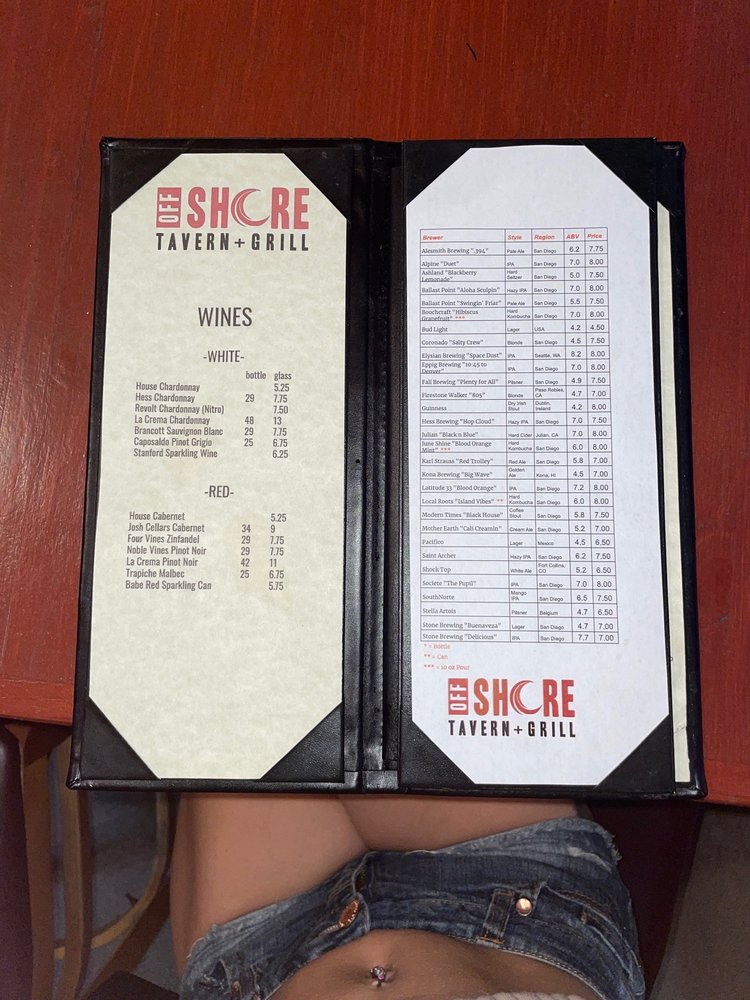 OFF SHORE
TAVERN + GRILL
WINES
-WHITE-
bottle glass
House Chardonnay 5.25
Hess Chardonnay 29 7.75
Revolt Chardonnay (Nitro) 7.50
La Crema Chardonnay 48 13
Brancott Sauvignon Blanc 29 7.75
Caposaldo Pinot Grigio 25 6.75
Stanford Sparkling Wine 6.25
-RED-
House Cabernet 5.25
Josh Cellars Cabernet 34 9
Four Vines Zinfandel 29 7.75
Noble Vines Pinot Noir 29 7.75
La Crema Pinot Noir 42 11
Trapiche Malbec 25 6.75
Babe Red Sparkling Can 5.75
Brewer Style Region ABV Price
Alesmith Brewing ".394" Pale Ale San Diego 6.2 7.75
Alpine "Duet" IPA San Diego 7.0 8.00
Ashland "Blackberry Lemonade" Hard Seltzer San Diego 5.0 7.50
Ballast Point "Aloha Sculpin" Hazy IPA San Diego 7.0 8.00
Ballast Point "Swingin' Friar" Pale Ale San Diego 5.5 7.50
Boochcraft "Hibiscus Grapefruit" *** Hard Kombucha San Diego 7.0 8.00
Bud Light Lager USA 4.2 4.50
Coronado "Salty Crew" Blonde San Diego 4.5 7.50
Elysian Brewing "Space Dust" IPA Seattle, WA 8.2 8.00
Eppig Brewing "10:45 to Denver" IPA San Diego 7.0 8.00
Fall Brewing "Plenty for All" Pilsner San Diego 4.9 7.50
Firestone Walker "805" Blonde Paso Robles, CA 4.7 7.00
Guinness Dry Irish Stout Dublin, Ireland 4.2 8.00
Hess Brewing "Hop Cloud" Hazy IPA San Diego 7.0 7.50
Julian "Black n Blue" Hard Cider Julian, CA 7.0 8.00
June Shine "Blood Orange Mint" *** Hard Kombucha San Diego 6.0 8.00
Karl Strauss "Red Trolley" Red Ale San Diego 5.8 7.00
Kona Brewing "Big Wave" Golden Ale Kona, HI 4.5 7.00
Latitude 33 "Blood Orange" IPA San Diego 7.2 8.00
Local Roots "Island Vibes" ** Hard Kombucha San Diego 6.0 8.00
Modern Times "Black House" Coffee Stout San Diego 5.8 7.50
Mother Earth "Cali Creamin" Cream Ale San Diego 5.2 7.00
Pacifico Lager Mexico 4.5 6.50
Saint Archer Hazy IPA San Diego 6.2 7.50
Shock Top White Ale Fort Collins, CO 5.2 6.50
Societe "The Pupil" IPA San Diego 7.0 8.00
SouthNorte Mango IPA San Diego 6.5 7.50
Stella Artois Pilsner Belgium 4.7 6.50
Stone Brewing "Buenaveza" Lager San Diego 4.7 7.00
Stone Brewing "Delicious" IPA San Diego 7.7 7.00
* = Bottle
** = Can
*** = 10 oz Pour
OFF SHORE
TAVERN + GRILL